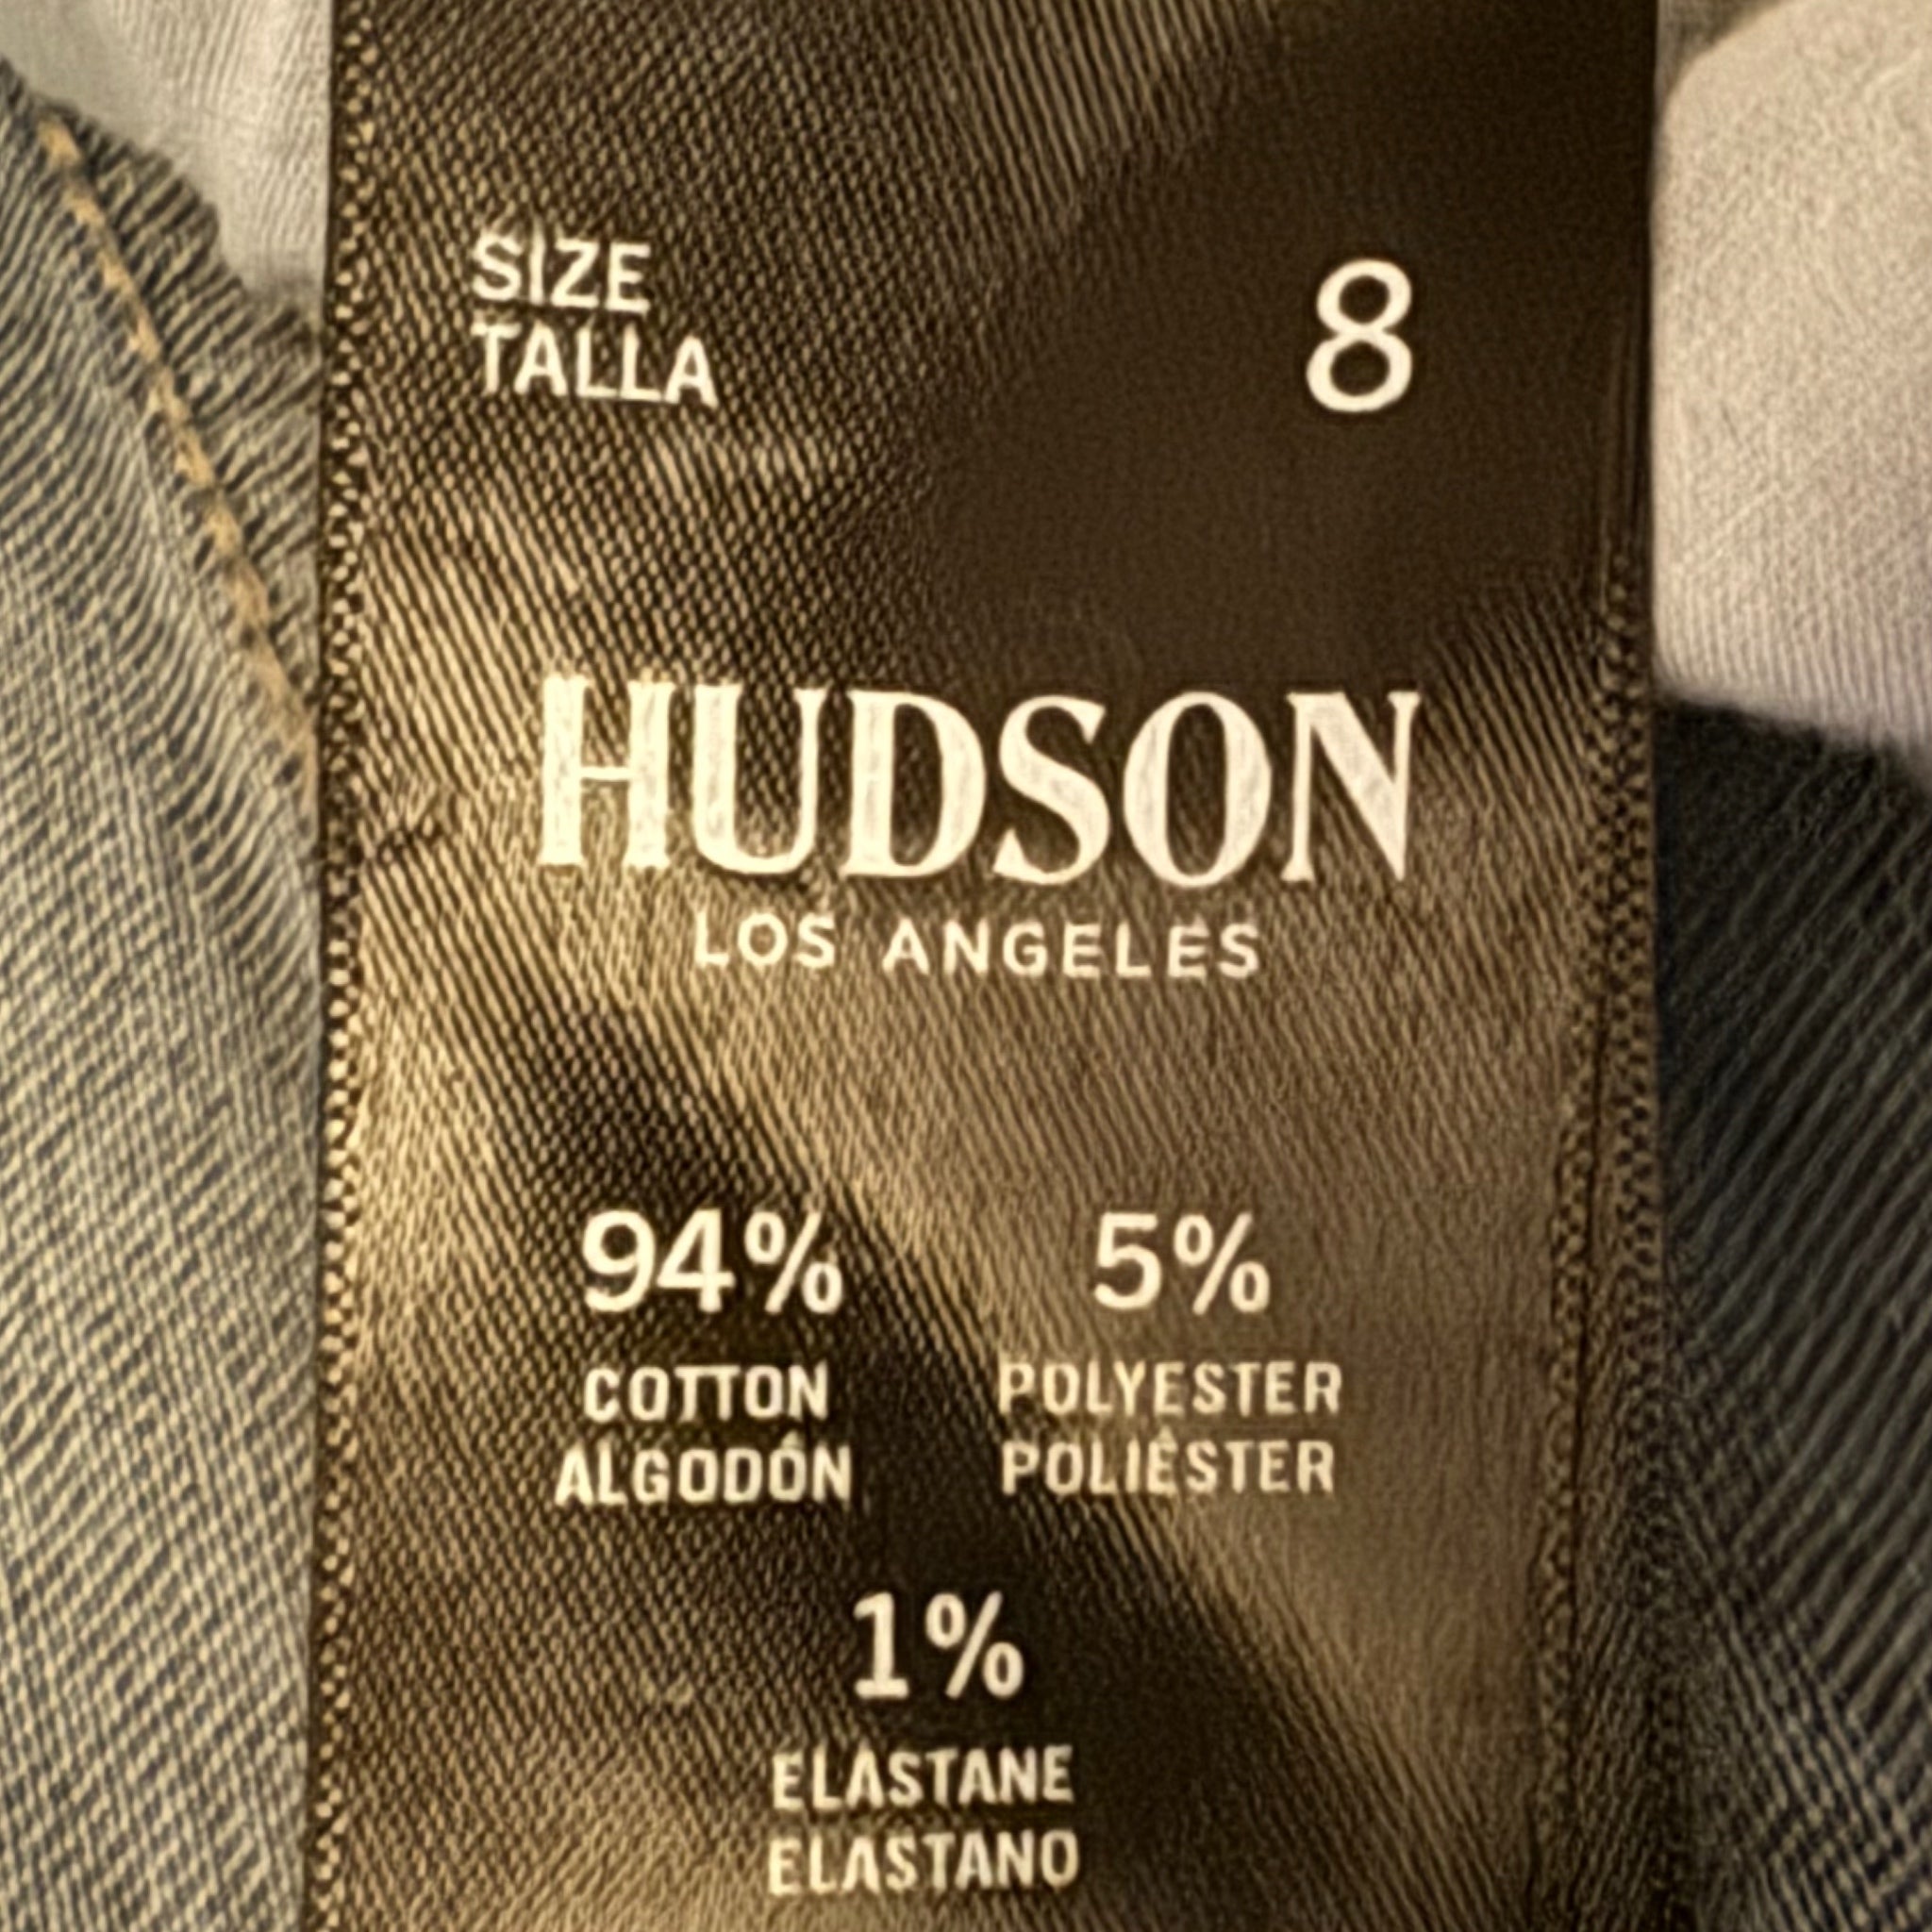 SIZE
TALLA
8
HUDSON
LOS ANGELES
94%
COTTON
ALGODÓN
5%
POLYESTER
POLIÉSTER
1%
ELASTANE
ELASTANO